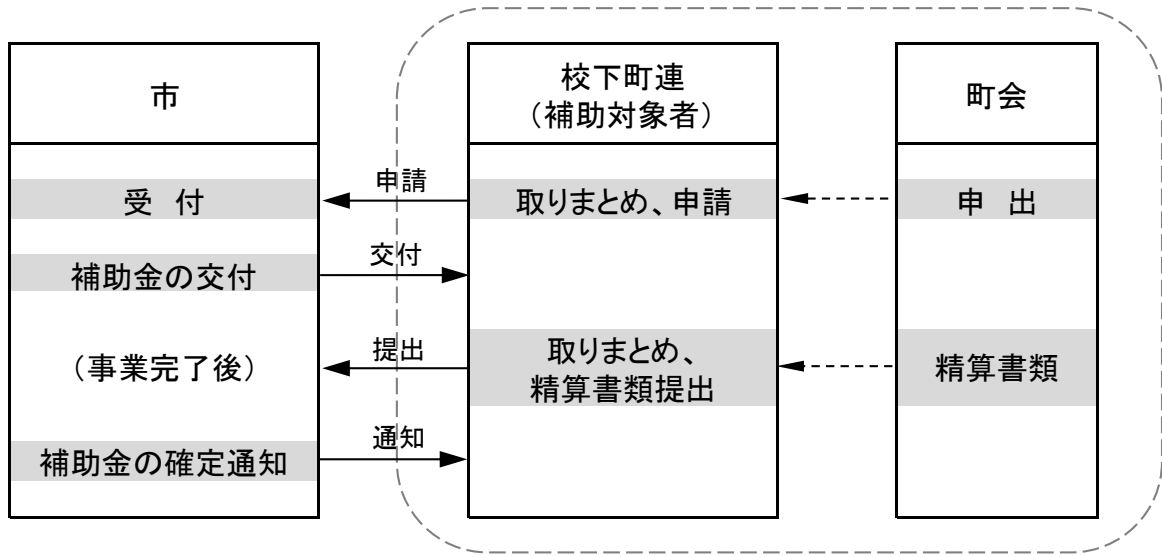 市
校下町連
（補助対象者）
町会
申請
受　付
取りまとめ、申請
申　出
交付
補助金の交付
提出
（事業完了後）
取りまとめ、
精算書類提出
精算書類
通知
補助金の確定通知